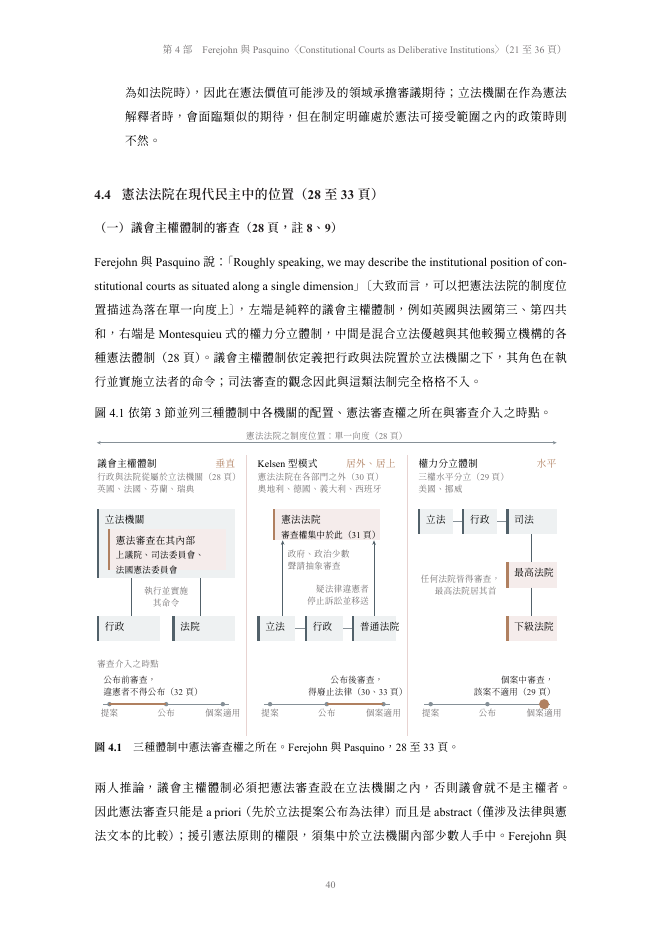 第 4 部　Ferejohn 與 Pasquino〈Constitutional Courts as Deliberative Institutions〉（21 至 36 頁）
為如法院時），因此在憲法價值可能涉及的領域承擔審議期待；立法機關在作為憲法
解釋者時，會面臨類似的期待，但在制定明確處於憲法可接受範圍之內的政策時則
不然。
4.4　憲法法院在現代民主中的位置（28 至 33 頁）
（一）議會主權體制的審查（28 頁，註 8、9）
Ferejohn 與 Pasquino 說：「Roughly speaking, we may describe the institutional position of con-
stitutional courts as situated along a single dimension」〔大致而言，可以把憲法法院的制度位
置描述為落在單一向度上〕，左端是純粹的議會主權體制，例如英國與法國第三、第四共
和，右端是 Montesquieu 式的權力分立體制，中間是混合立法優越與其他較獨立機構的各
種憲法體制（28 頁）。議會主權體制依定義把行政與法院置於立法機關之下，其角色在執
行並實施立法者的命令；司法審查的觀念因此與這類法制完全格格不入。
圖 4.1 依第 3 節並列三種體制中各機關的配置、憲法審查權之所在與審查介入之時點。
憲法法院之制度位置：單一向度（28 頁）
議會主權體制　垂直
行政與法院從屬於立法機關（28 頁）
英國、法國、芬蘭、瑞典
立法機關
憲法審查在其內部
上議院、司法委員會、
法國憲法委員會
執行並實施
其命令
行政　法院
審查介入之時點
公布前審查，
違憲者不得公布（32 頁）
提案　公布　個案適用
Kelsen 型模式　居外、居上
憲法法院在各部門之外（30 頁）
奧地利、德國、義大利、西班牙
憲法法院
審查權集中於此（31 頁）
政府、政治少數
聲請抽象審查
疑法律違憲者
停止訴訟並移送
立法　行政　普通法院
公布後審查，
得廢止法律（30、33 頁）
提案　公布　個案適用
權力分立體制　水平
三權水平分立（29 頁）
美國、挪威
立法　行政　司法
最高法院
任何法院皆得審查，
最高法院居其首
下級法院
個案中審查，
該案不適用（29 頁）
提案　公布　個案適用
圖 4.1　三種體制中憲法審查權之所在。Ferejohn 與 Pasquino，28 至 33 頁。
兩人推論，議會主權體制必須把憲法審查設在立法機關之內，否則議會就不是主權者。
因此憲法審查只能是 a priori（先於立法提案公布為法律）而且是 abstract（僅涉及法律與憲
法文本的比較）；援引憲法原則的權限，須集中於立法機關內部少數人手中。Ferejohn 與
40